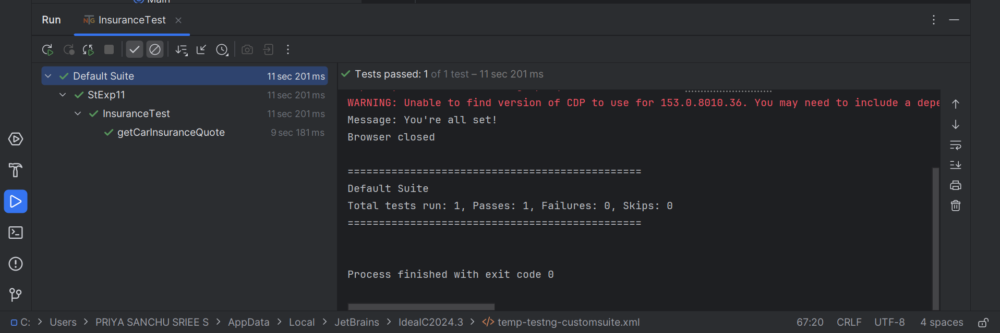 Main
Run InsuranceTest
Default Suite 11 sec 201 ms
StExp11 11 sec 201 ms
InsuranceTest 11 sec 201 ms
getCarInsuranceQuote 9 sec 181 ms
Tests passed: 1 of 1 test – 11 sec 201 ms
WARNING: Unable to find version of CDP to use for 153.0.8010.36. You may need to include a depe
Message: You're all set!
Browser closed
===============================================
Default Suite
Total tests run: 1, Passes: 1, Failures: 0, Skips: 0
===============================================
Process finished with exit code 0
C: > Users > PRIYA SANCHU SRIEE S > AppData > Local > JetBrains > IdeaIC2024.3 > </> temp-testng-customsuite.xml 67:20 CRLF UTF-8 4 spaces